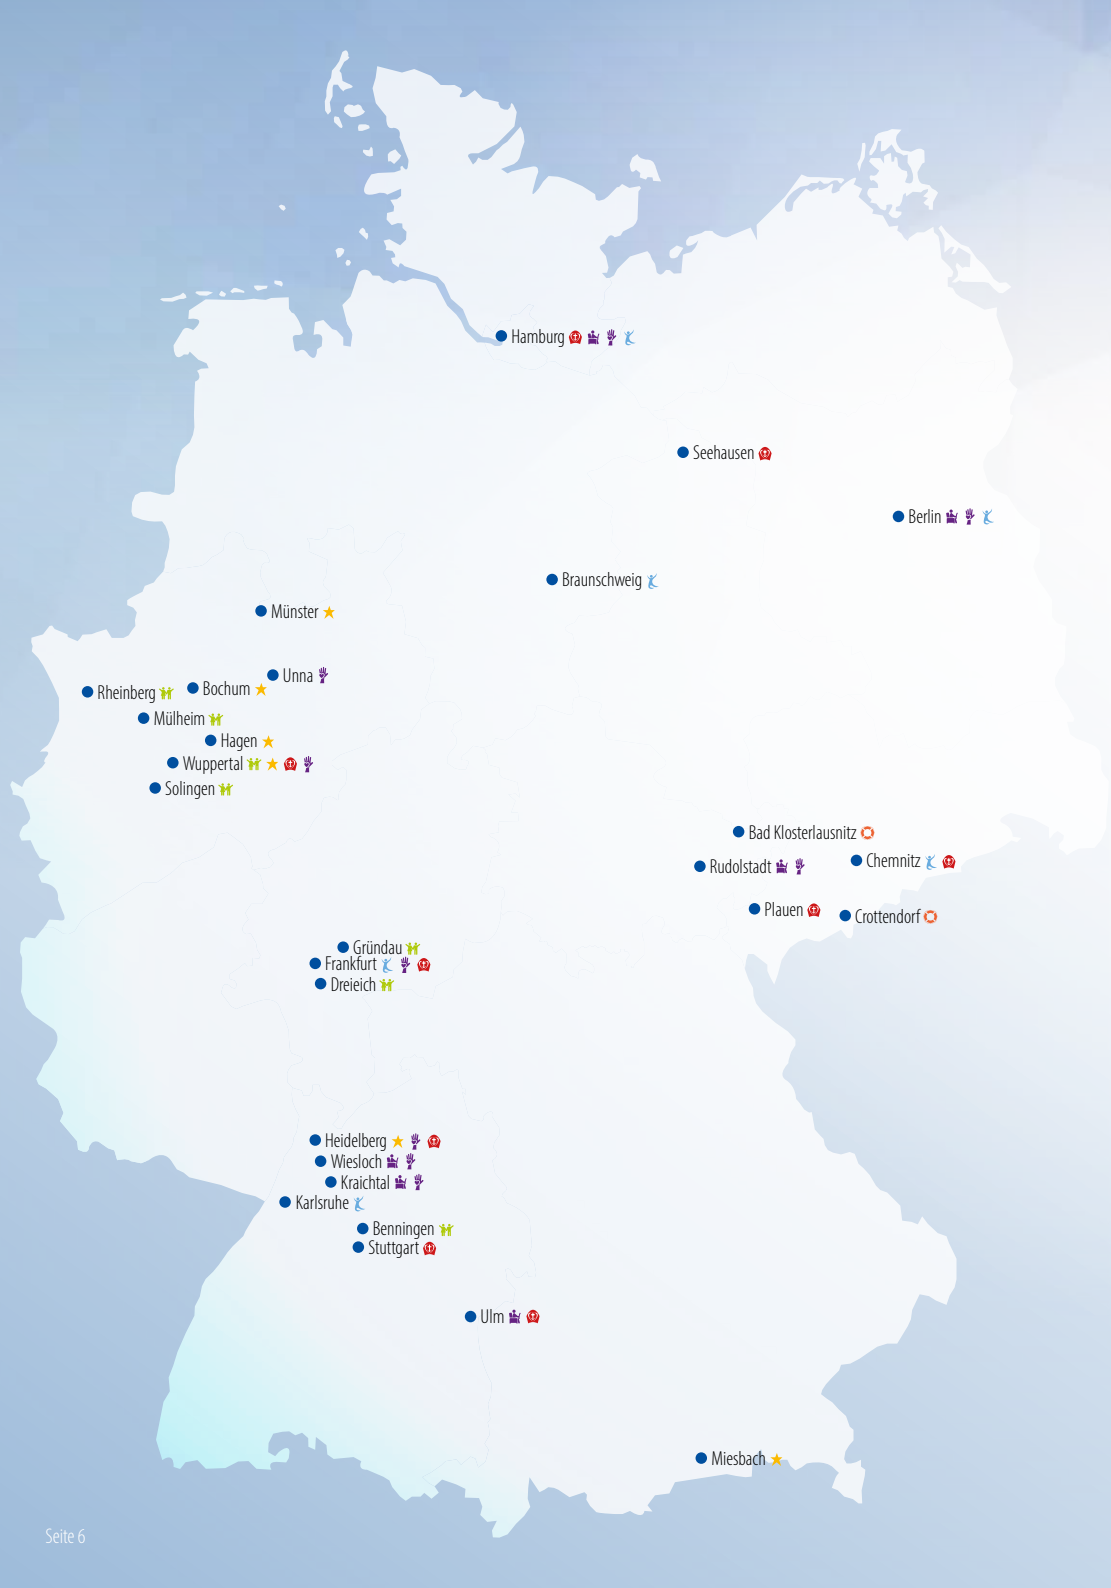 Hamburg
Seehausen
Berlin
Braunschweig
Münster
Unna
Rheinberg
Bochum
Mülheim
Hagen
Wuppertal
Solingen
Bad Klosterlausnitz
Rudolstadt
Chemnitz
Plauen
Crottendorf
Gründau
Frankfurt
Dreieich
Heidelberg
Wiesloch
Kraichtal
Karlsruhe
Benningen
Stuttgart
Ulm
Miesbach
Seite 6